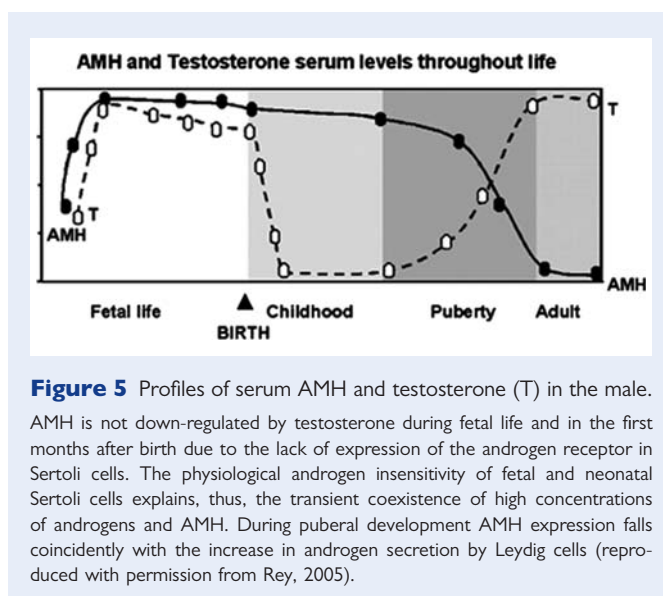 AMH and Testosterone serum levels throughout life
T
T
AMH
AMH
Fetal life
Childhood
Puberty
Adult
BIRTH
Figure 5 Profiles of serum AMH and testosterone (T) in the male.
AMH is not down-regulated by testosterone during fetal life and in the first
months after birth due to the lack of expression of the androgen receptor in
Sertoli cells. The physiological androgen insensitivity of fetal and neonatal
Sertoli cells explains, thus, the transient coexistence of high concentrations
of androgens and AMH. During puberal development AMH expression falls
coincidently with the increase in androgen secretion by Leydig cells (repro-
duced with permission from Rey, 2005).